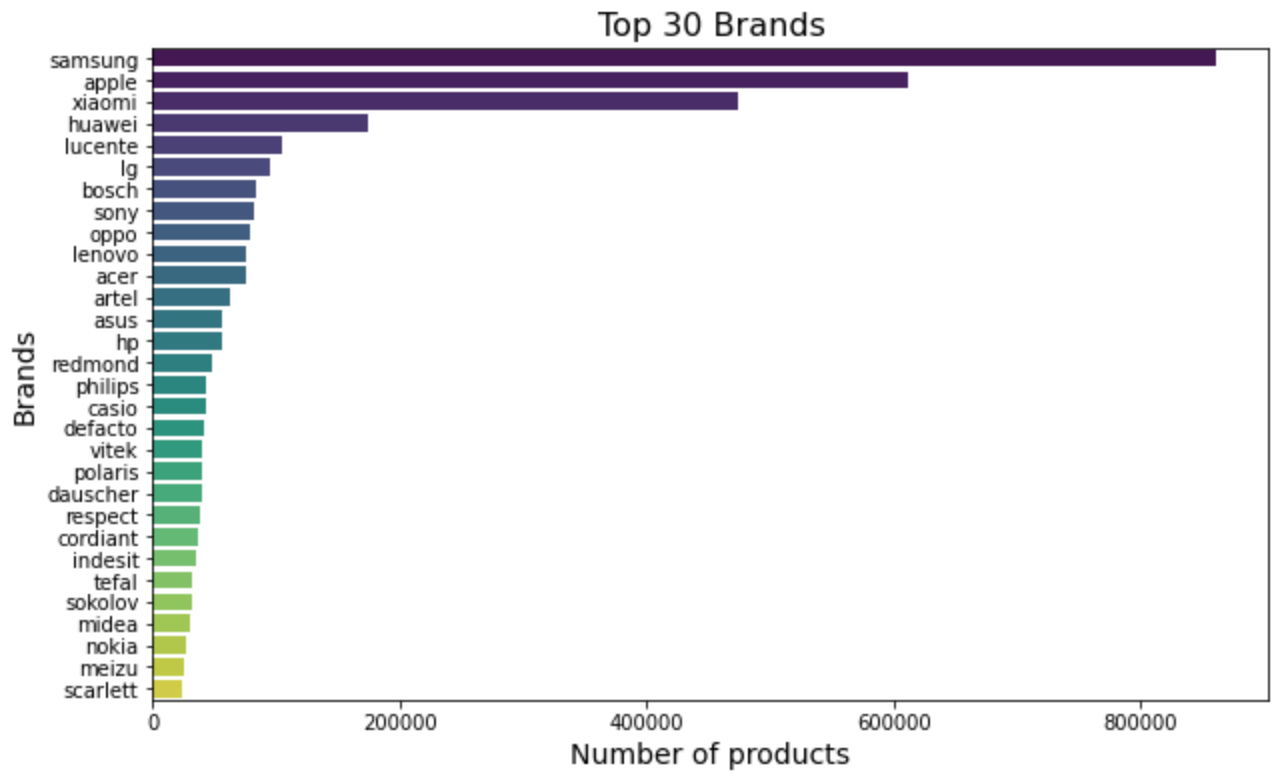 Top 30 Brands
samsung
apple
xiaomi
huawei
lucente
lg
bosch
sony
oppo
lenovo
acer
artel
asus
hp
redmond
philips
casio
defacto
vitek
polaris
dauscher
respect
cordiant
indesit
tefal
sokolov
midea
nokia
meizu
scarlett
Brands
0 200000 400000 600000 800000
Number of products